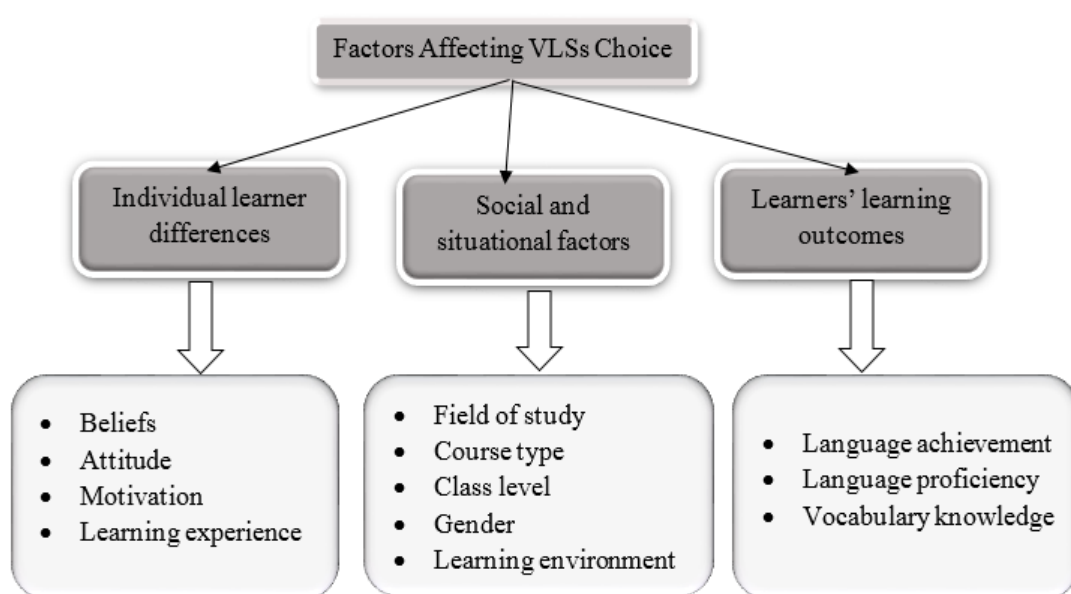 Factors Affecting VLSs Choice
Individual learner
differences
Social and
situational factors
Learners’ learning
outcomes
• Beliefs
• Attitude
• Motivation
• Learning experience
• Field of study
• Course type
• Class level
• Gender
• Learning environment
• Language achievement
• Language proficiency
• Vocabulary knowledge